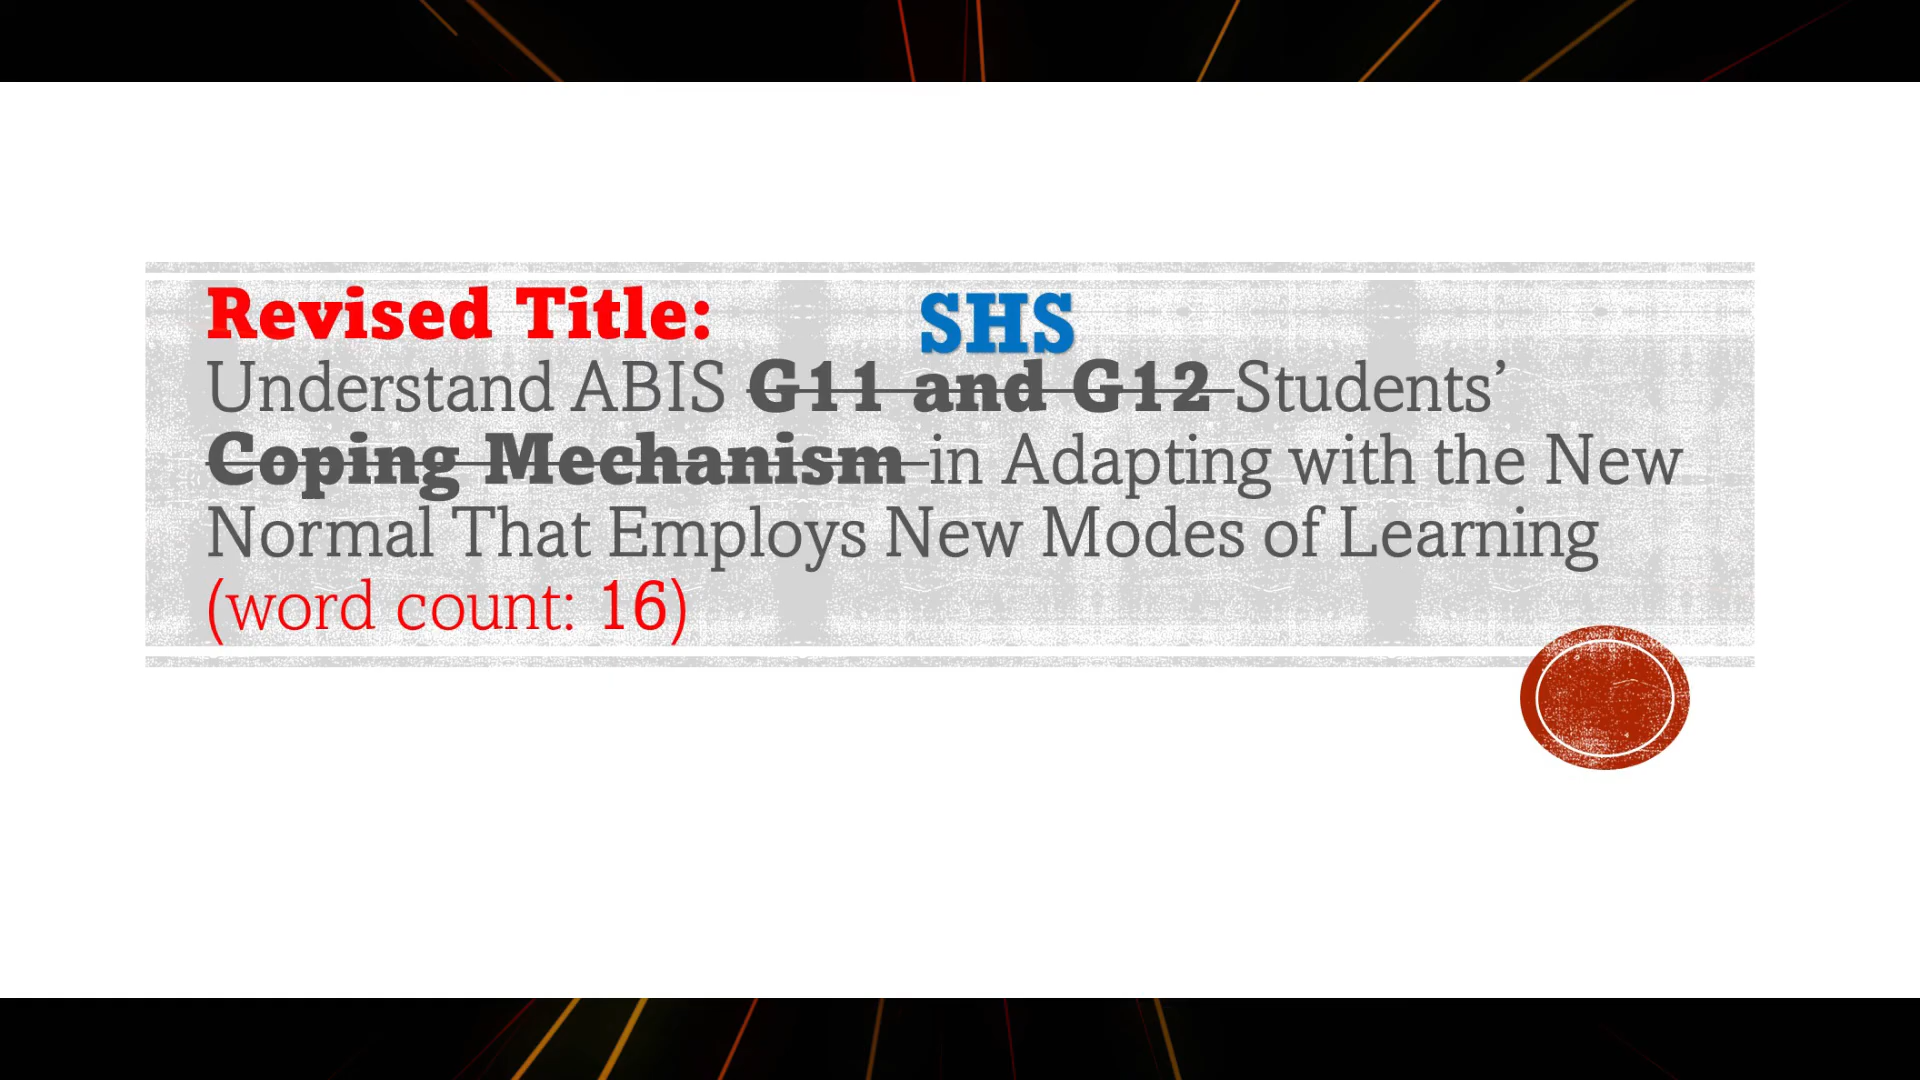 Revised Title:
SHS
Understand ABIS G11 and G12 Students’
Coping Mechanism in Adapting with the New
Normal That Employs New Modes of Learning
(word count: 16)